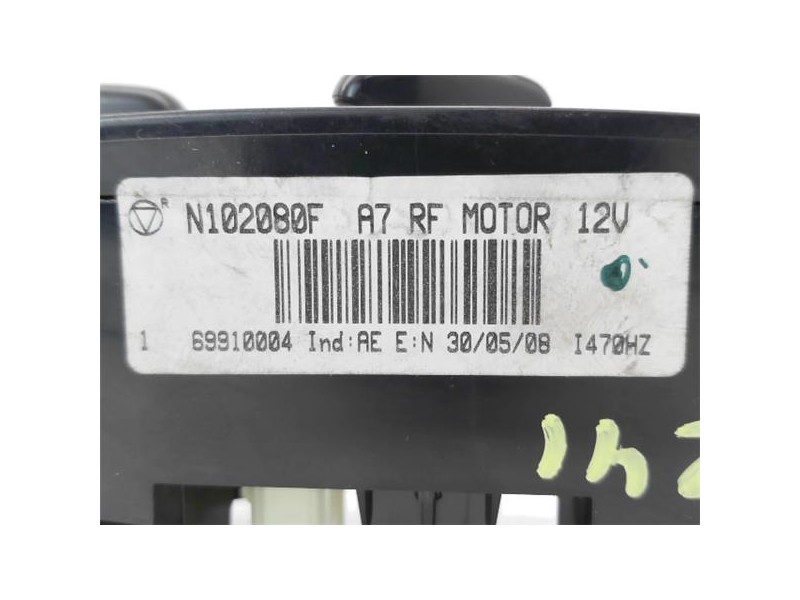 R N102080F A7 RF MOTOR 12V
1 69910004 Ind:AE E:N 30/05/08 I470HZ